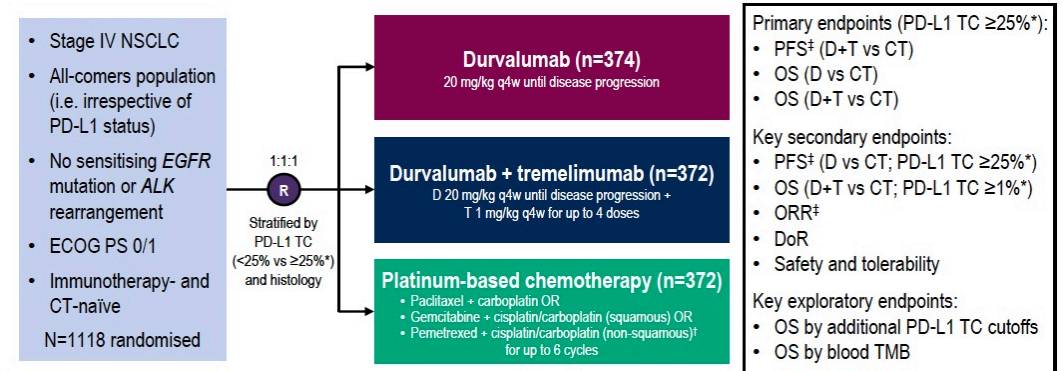 • Stage IV NSCLC
• All-comers population
(i.e. irrespective of
PD-L1 status)
• No sensitising EGFR
mutation or ALK
rearrangement
• ECOG PS 0/1
• Immunotherapy- and
CT-naïve
N=1118 randomised
1:1:1
R
Stratified by
PD-L1 TC
(<25% vs ≥25%*)
and histology
Durvalumab (n=374)
20 mg/kg q4w until disease progression
Durvalumab + tremelimumab (n=372)
D 20 mg/kg q4w until disease progression +
T 1 mg/kg q4w for up to 4 doses
Platinum-based chemotherapy (n=372)
• Paclitaxel + carboplatin OR
• Gemcitabine + cisplatin/carboplatin (squamous) OR
• Pemetrexed + cisplatin/carboplatin (non-squamous)†
for up to 6 cycles
Primary endpoints (PD-L1 TC ≥25%*):
• PFS‡ (D+T vs CT)
• OS (D vs CT)
• OS (D+T vs CT)
Key secondary endpoints:
• PFS‡ (D vs CT; PD-L1 TC ≥25%*)
• OS (D+T vs CT; PD-L1 TC ≥1%*)
• ORR‡
• DoR
• Safety and tolerability
Key exploratory endpoints:
• OS by additional PD-L1 TC cutoffs
• OS by blood TMB